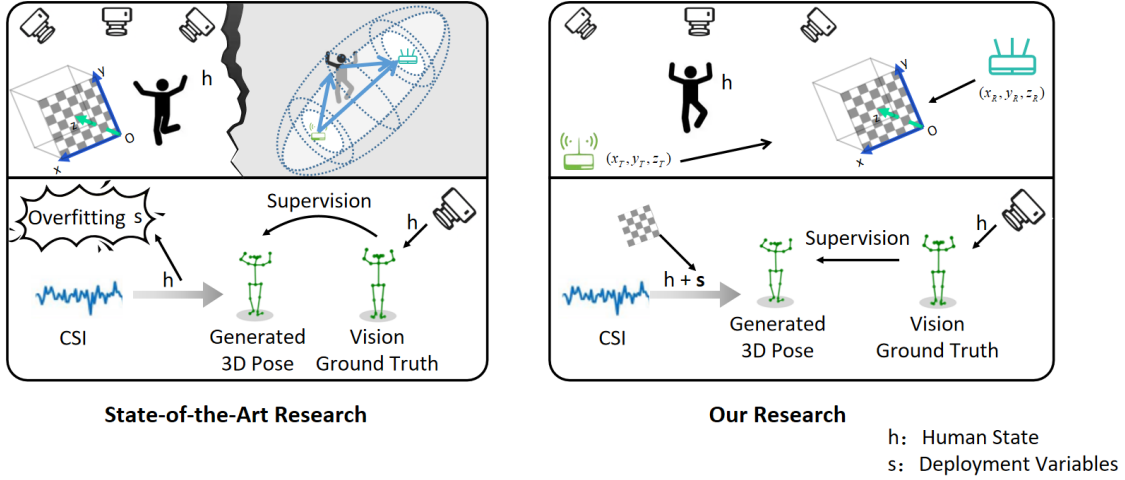 h
y
z
O
x
Overfitting s
Supervision
h
h
CSI
Generated
3D Pose
Vision
Ground Truth
State-of-the-Art Research
h
y
z
O
x
(x_R, y_R, z_R)
(x_T, y_T, z_T)
Supervision
h
h + s
CSI
Generated
3D Pose
Vision
Ground Truth
Our Research
h： Human State
s： Deployment Variables